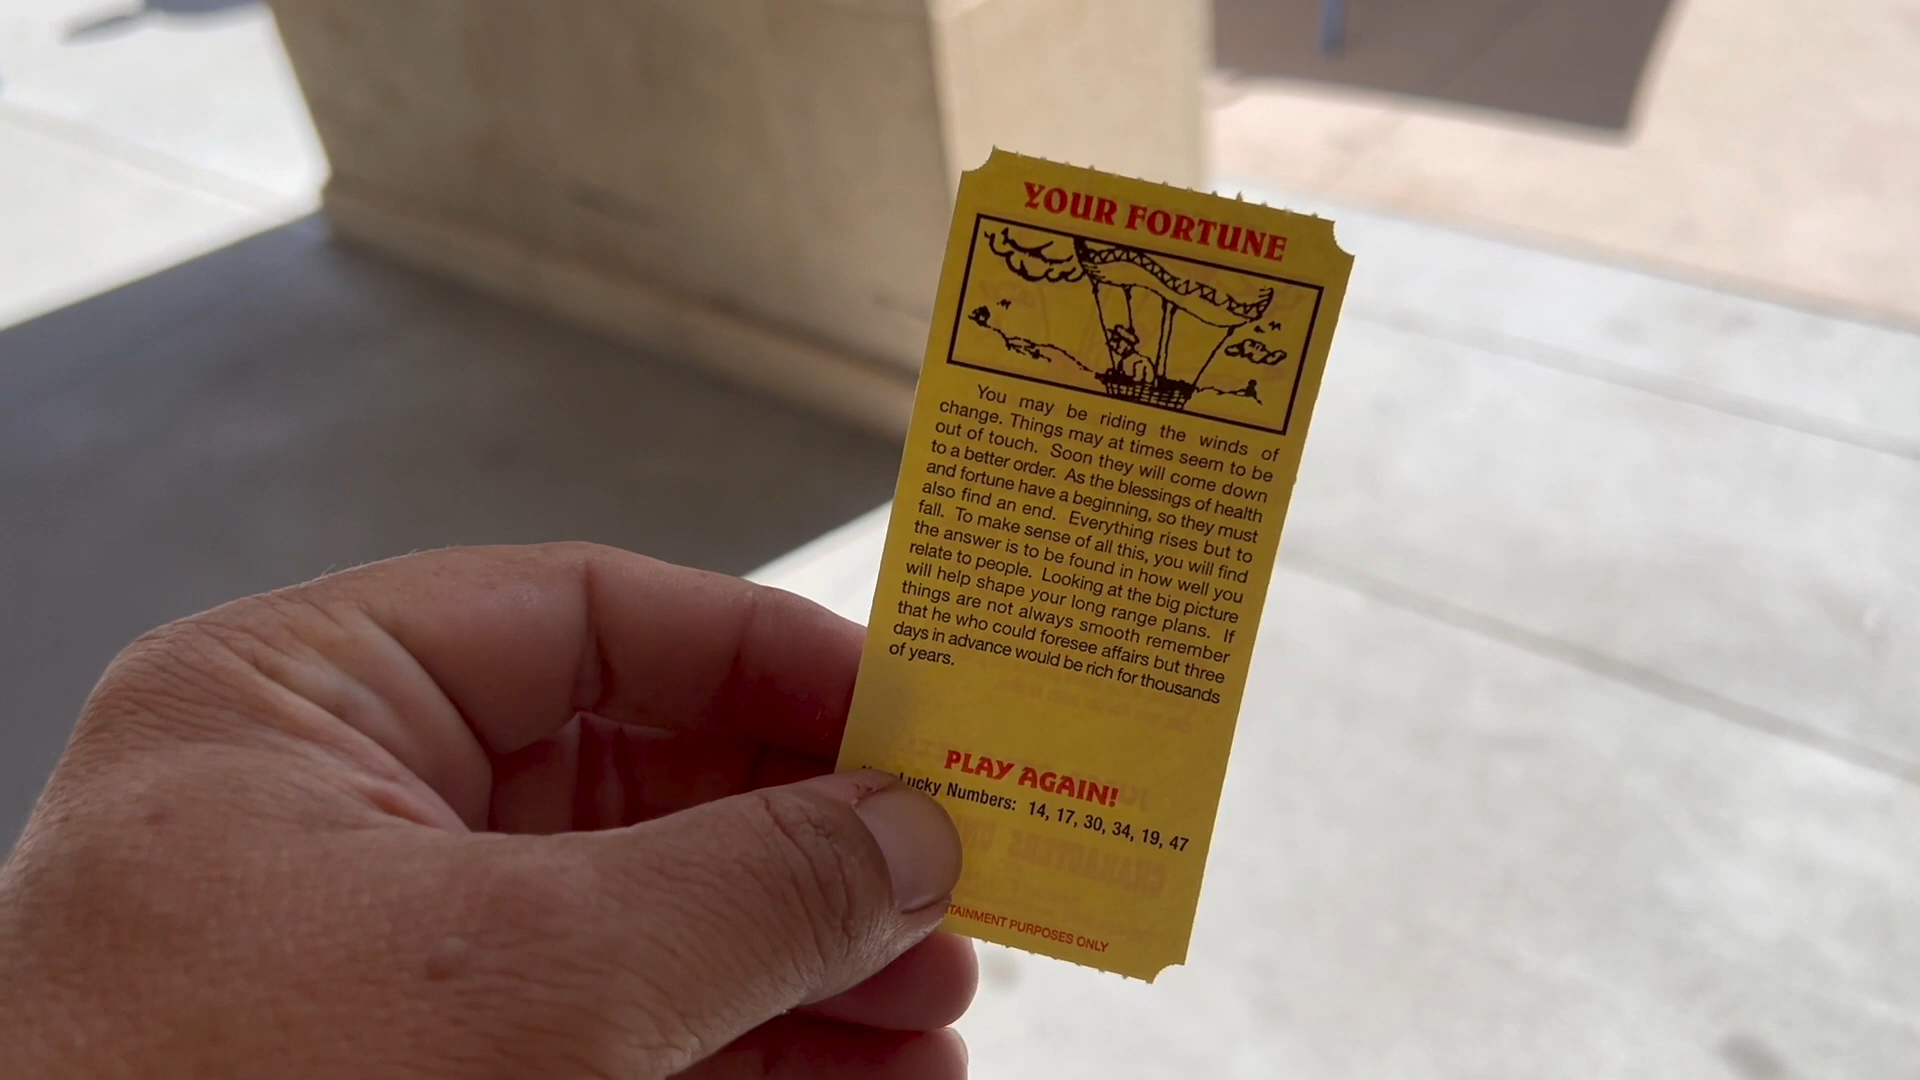 YOUR FORTUNE
You may be riding the winds of
change. Things may at times seem to be
out of touch. Soon they will come down
to a better order. As the blessings of health
and fortune have a beginning, so they must
also find an end. Everything rises but to
fall. To make sense of all this, you will find
the answer is to be found in how well you
relate to people. Looking at the big picture
will help shape your long range plans. If
things are not always smooth remember
that he who could foresee affairs but three
days in advance would be rich for thousands
of years.
PLAY AGAIN!
Lucky Numbers: 14, 17, 30, 34, 19, 47
PURPOSES ONLY